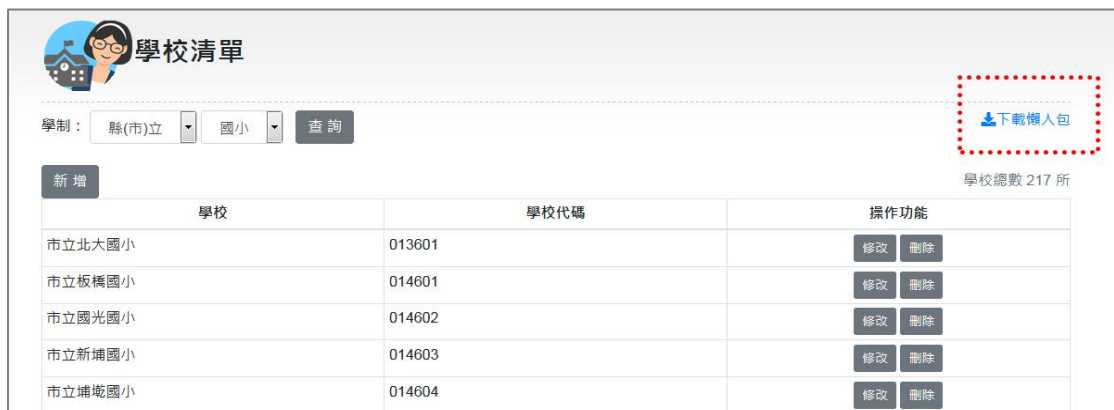 學校清單
學制： 縣(市)立 國小 查詢 下載懶人包
新增 學校總數 217 所
學校 學校代碼 操作功能
市立北大國小 013601 修改 刪除
市立板橋國小 014601 修改 刪除
市立國光國小 014602 修改 刪除
市立新埔國小 014603 修改 刪除
市立埔墘國小 014604 修改 刪除